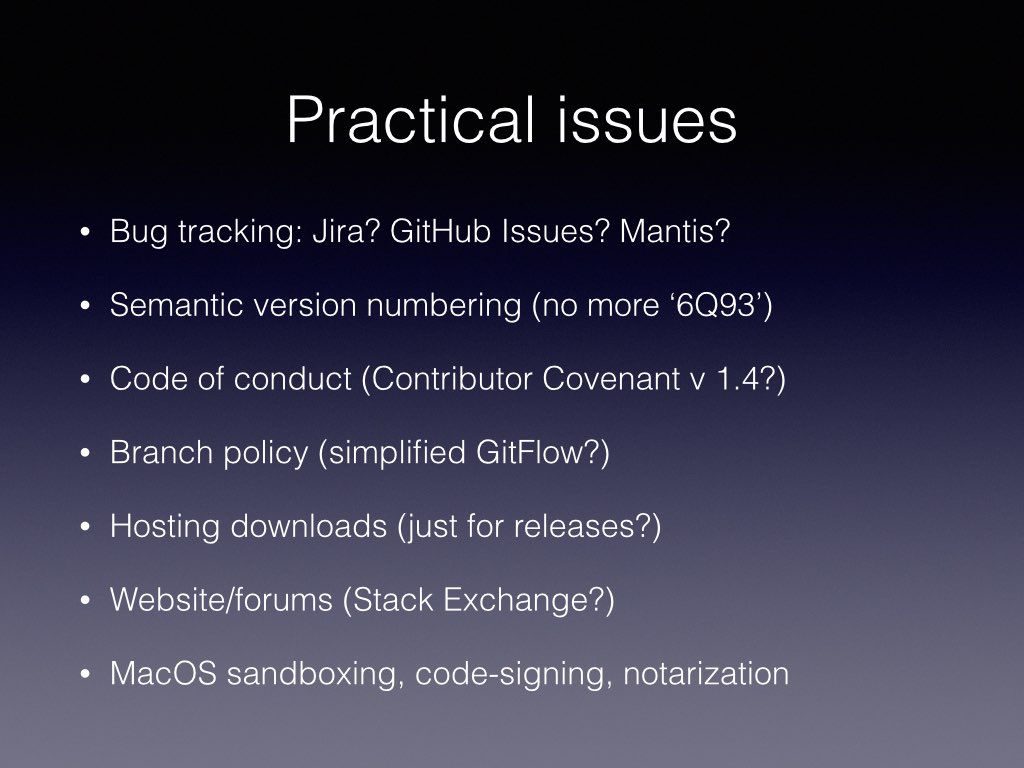 Practical issues
• Bug tracking: Jira? GitHub Issues? Mantis?
• Semantic version numbering (no more ‘6Q93’)
• Code of conduct (Contributor Covenant v 1.4?)
• Branch policy (simplified GitFlow?)
• Hosting downloads (just for releases?)
• Website/forums (Stack Exchange?)
• MacOS sandboxing, code-signing, notarization